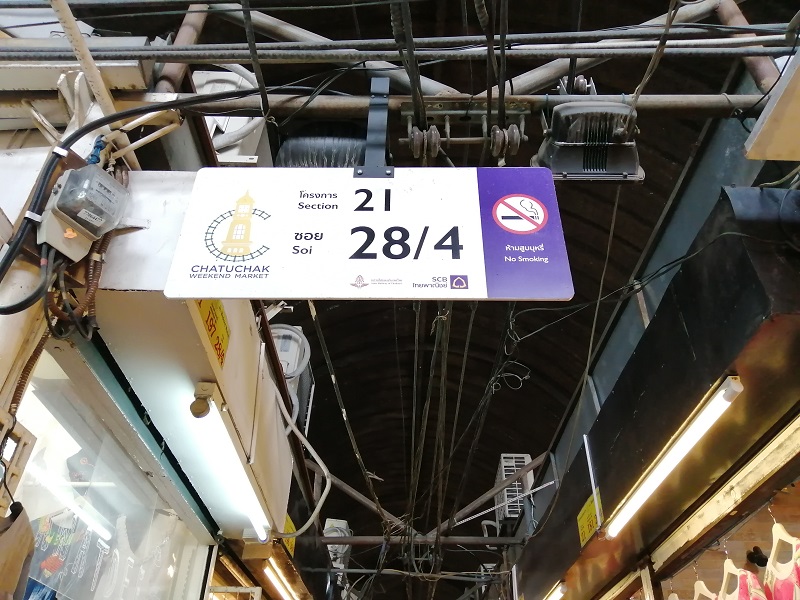 โครงการ
Section 21
ซอย
Soi 28/4
CHATUCHAK
WEEKEND MARKET
SCB
ไทยพาณิชย์
ห้ามสูบบุหรี่
No Smoking